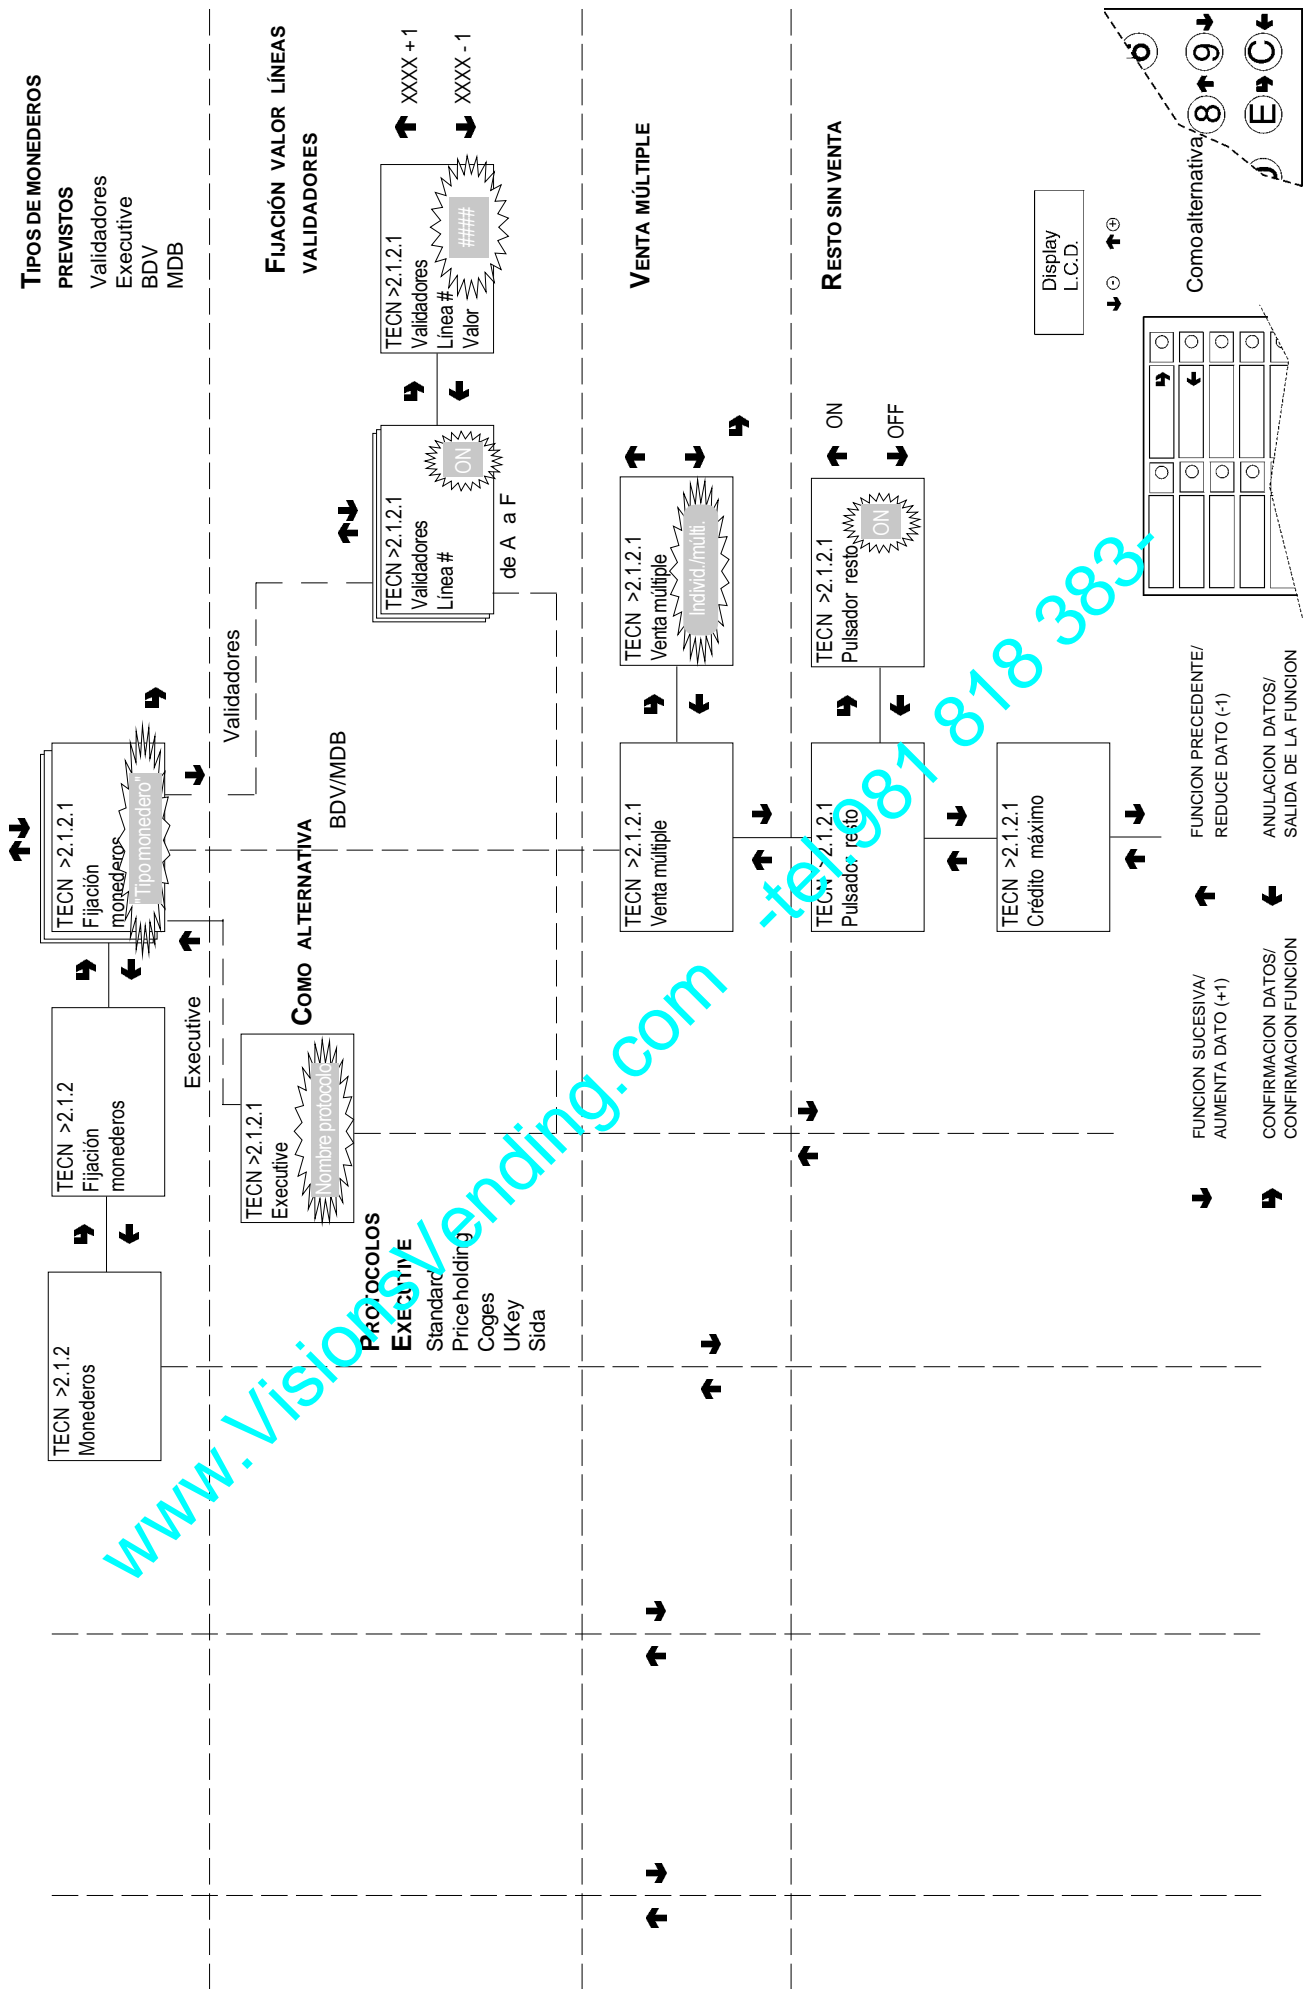 TIPOS DE MONEDEROS
PREVISTOS
Validadores
Executive
BDV
MDB
TECN >2.1.2
Monederos
TECN >2.1.2
Fijación
monederos
TECN >2.1.2.1
Fijación
monederos
"Tipo monedero"
Executive
Validadores
FIJACIÓN VALOR LÍNEAS
VALIDADORES
COMO ALTERNATIVA
BDV/MDB
TECN >2.1.2.1
Executive
Nombre protocolo
PROTOCOLOS
EXECUTIVE
Standard
Priceholding
Coges
UKey
Sida
TECN >2.1.2.1
Validadores
Línea #
ON
de A a F
TECN >2.1.2.1
Validadores
Línea #
Valor
####
XXXX + 1
XXXX - 1
VENTA MÚLTIPLE
TECN >2.1.2.1
Venta múltiple
TECN >2.1.2.1
Venta múltiple
Individ./múlti.
RESTO SIN VENTA
TECN >2.1.2.1
Pulsador resto
TECN >2.1.2.1
Pulsador resto
ON
ON
OFF
TECN >2.1.2.1
Crédito máximo
Display
L.C.D.
- +
Como alternativa
6
8 9
E C
FUNCION SUCESIVA/
AUMENTA DATO (+1)
FUNCION PRECEDENTE/
REDUCE DATO (-1)
CONFIRMACION DATOS/
CONFIRMACION FUNCION
ANULACION DATOS/
SALIDA DE LA FUNCION
www.VisionsVending.com -tel.981 818 383-